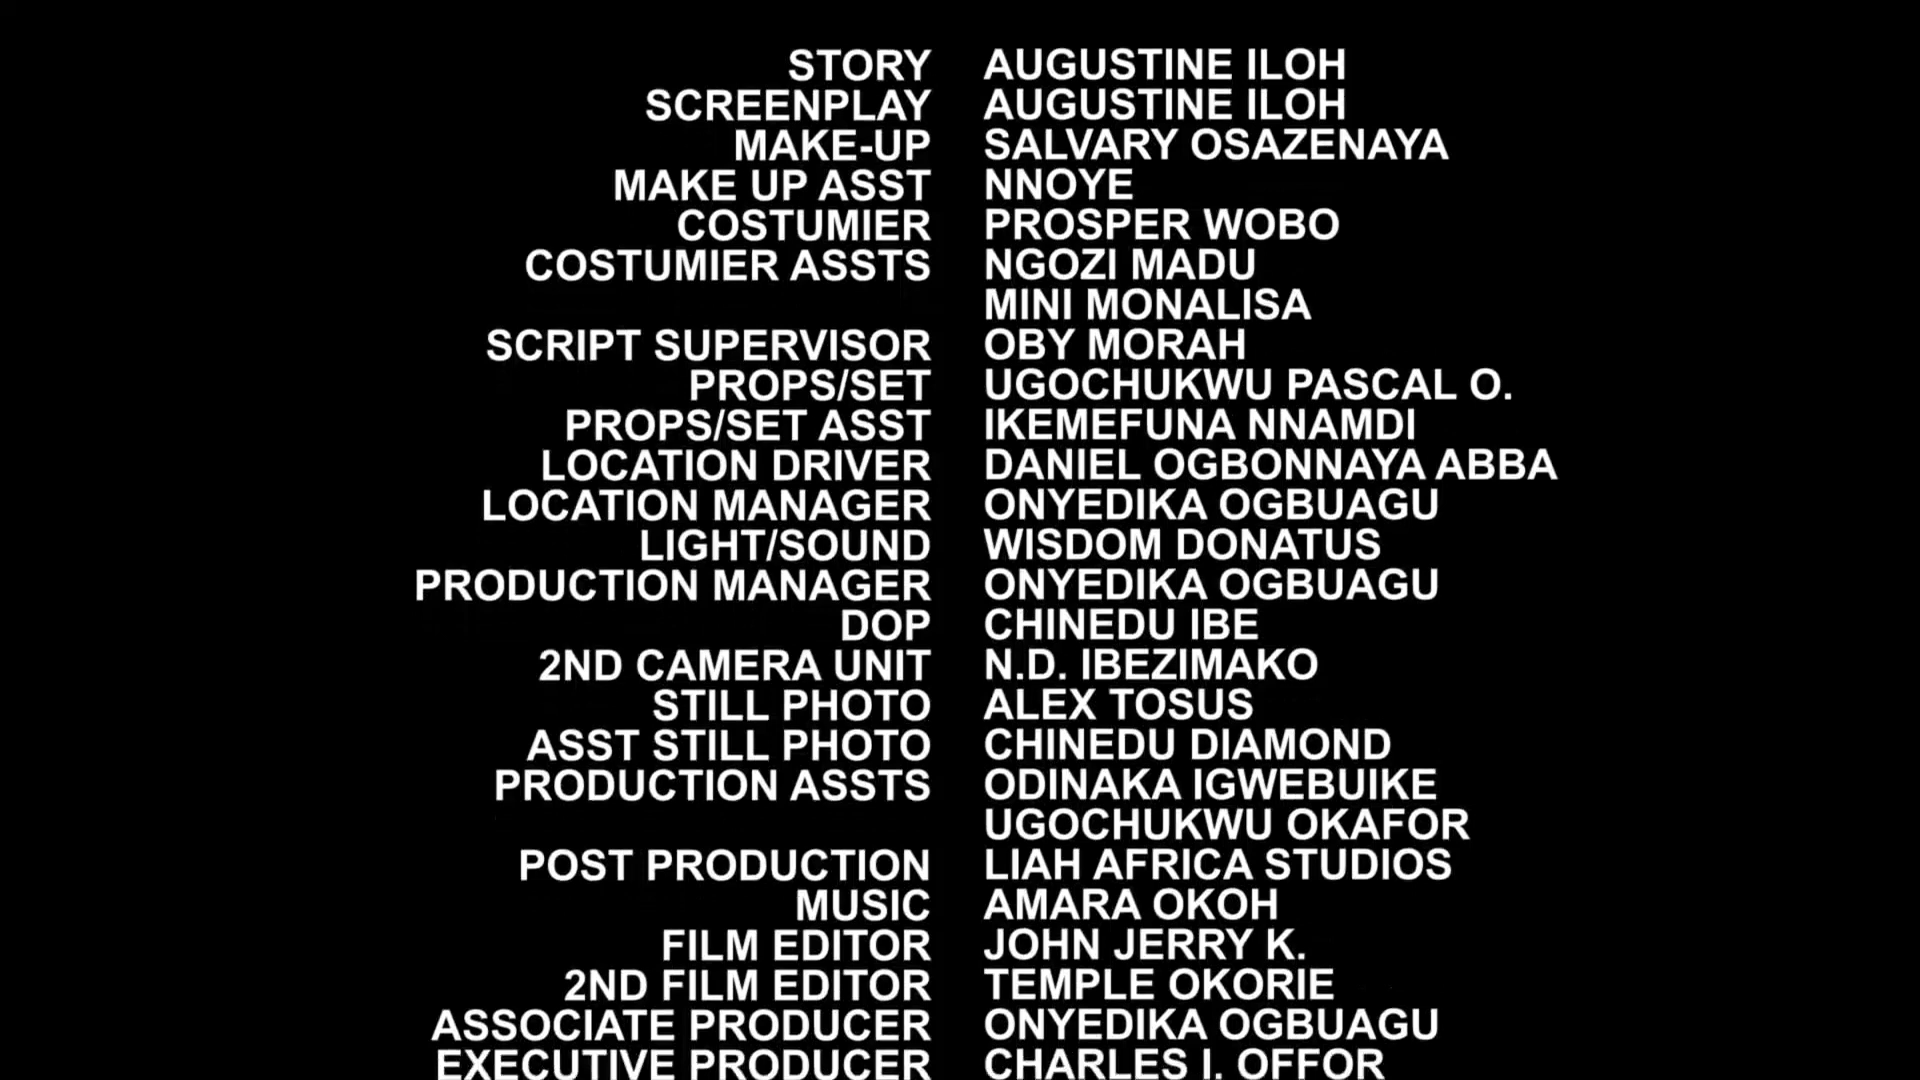 STORY AUGUSTINE ILOH
SCREENPLAY AUGUSTINE ILOH
MAKE-UP SALVARY OSAZENAYA
MAKE UP ASST NNOYE
COSTUMIER PROSPER WOBO
COSTUMIER ASSTS NGOZI MADU
MINI MONALISA
SCRIPT SUPERVISOR OBY MORAH
PROPS/SET UGOCHUKWU PASCAL O.
PROPS/SET ASST IKEMEFUNA NNAMDI
LOCATION DRIVER DANIEL OGBONNAYA ABBA
LOCATION MANAGER ONYEDIKA OGBUAGU
LIGHT/SOUND WISDOM DONATUS
PRODUCTION MANAGER ONYEDIKA OGBUAGU
DOP CHINEDU IBE
2ND CAMERA UNIT N.D. IBEZIMAKO
STILL PHOTO ALEX TOSUS
ASST STILL PHOTO CHINEDU DIAMOND
PRODUCTION ASSTS ODINAKA IGWEBUIKE
UGOCHUKWU OKAFOR
POST PRODUCTION LIAH AFRICA STUDIOS
MUSIC AMARA OKOH
FILM EDITOR JOHN JERRY K.
2ND FILM EDITOR TEMPLE OKORIE
ASSOCIATE PRODUCER ONYEDIKA OGBUAGU
EXECUTIVE PRODUCER CHARLES I. OFFOR